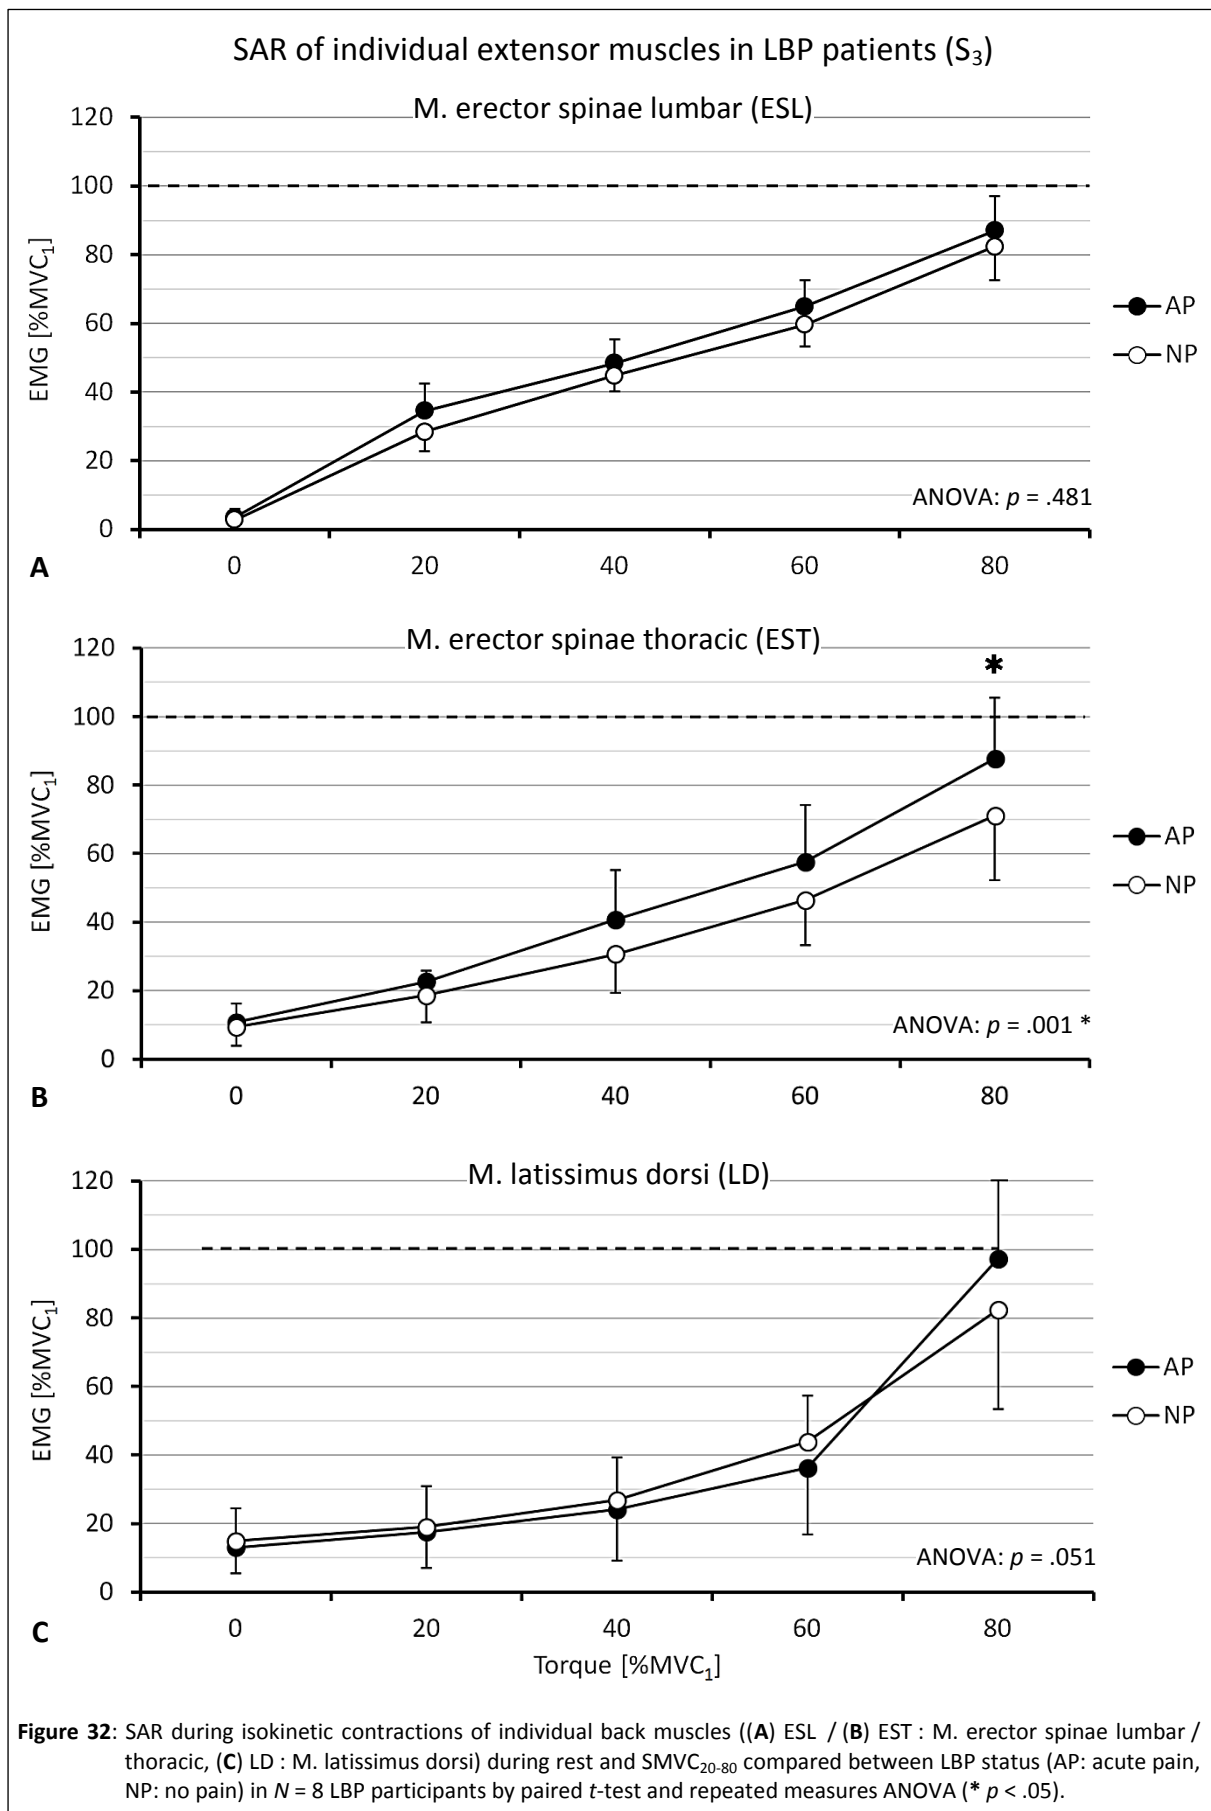 SAR of individual extensor muscles in LBP patients (S₃)
M. erector spinae lumbar (ESL)
120
100
80
60
40
20
0
EMG [%MVC₁]
AP
NP
ANOVA: p = .481
0 20 40 60 80
A
M. erector spinae thoracic (EST)
120
100
80
60
40
20
0
EMG [%MVC₁]
*
AP
NP
ANOVA: p = .001 *
0 20 40 60 80
B
M. latissimus dorsi (LD)
120
100
80
60
40
20
0
EMG [%MVC₁]
AP
NP
ANOVA: p = .051
0 20 40 60 80
C
Torque [%MVC₁]
Figure 32: SAR during isokinetic contractions of individual back muscles ((A) ESL / (B) EST : M. erector spinae lumbar /
thoracic, (C) LD : M. latissimus dorsi) during rest and SMVC₂₀₋₈₀ compared between LBP status (AP: acute pain,
NP: no pain) in N = 8 LBP participants by paired t-test and repeated measures ANOVA (* p < .05).